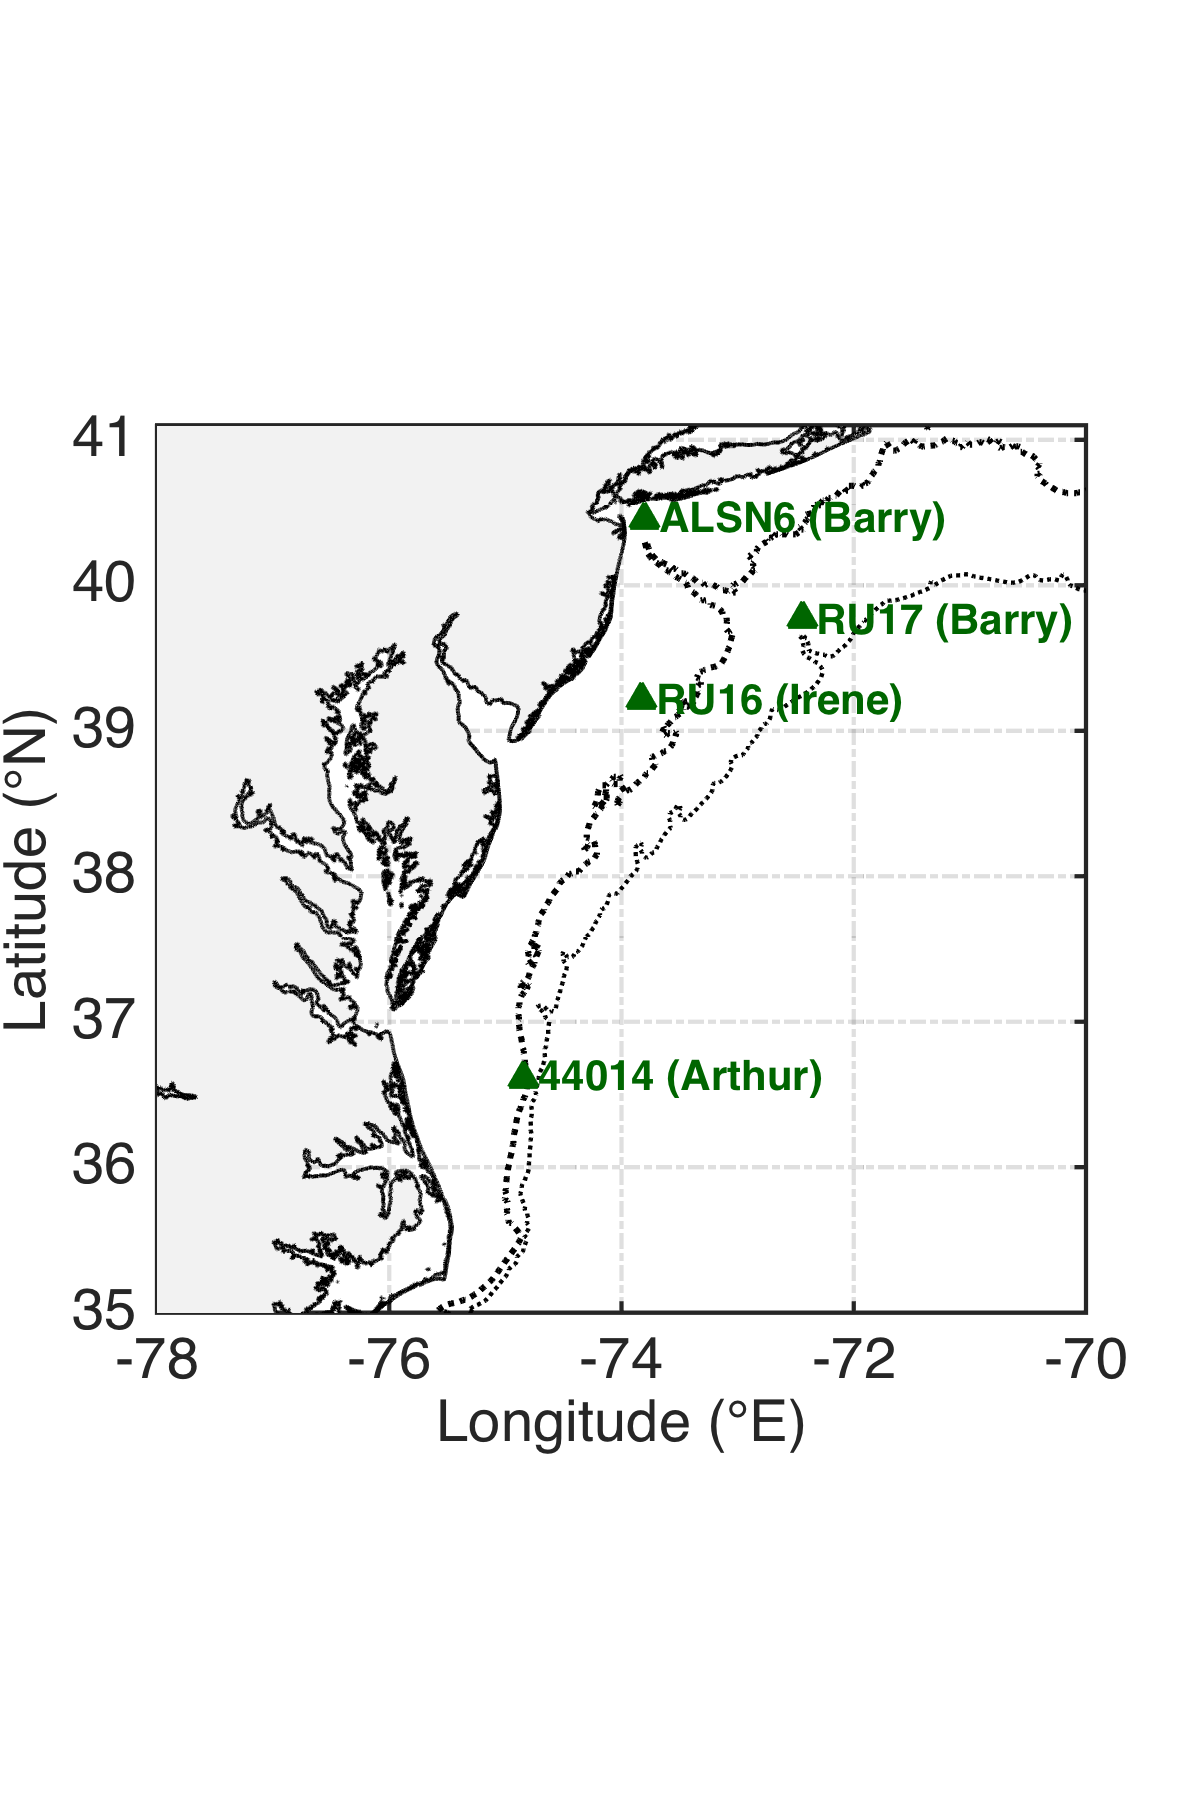 41
40
39
38
37
36
35
Latitude (°N)
ALSN6 (Barry)
RU17 (Barry)
RU16 (Irene)
44014 (Arthur)
-78 -76 -74 -72 -70
Longitude (°E)